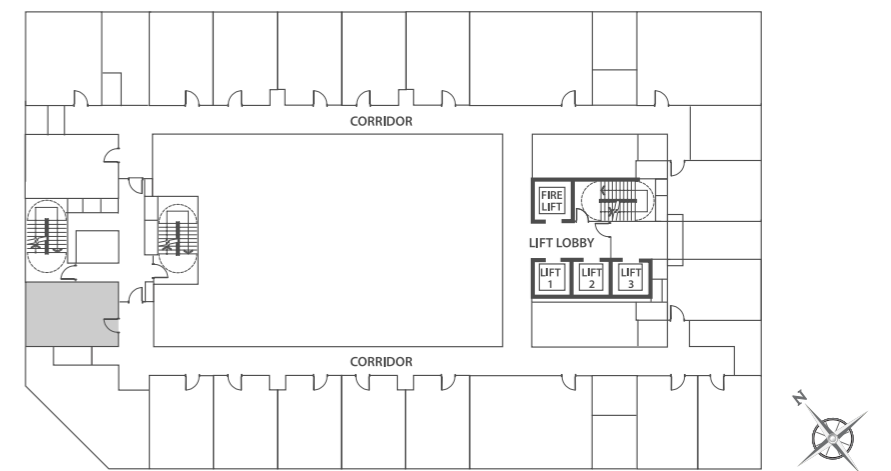 CORRIDOR
FIRE
LIFT
LIFT LOBBY
LIFT
1
LIFT
2
LIFT
3
CORRIDOR
N